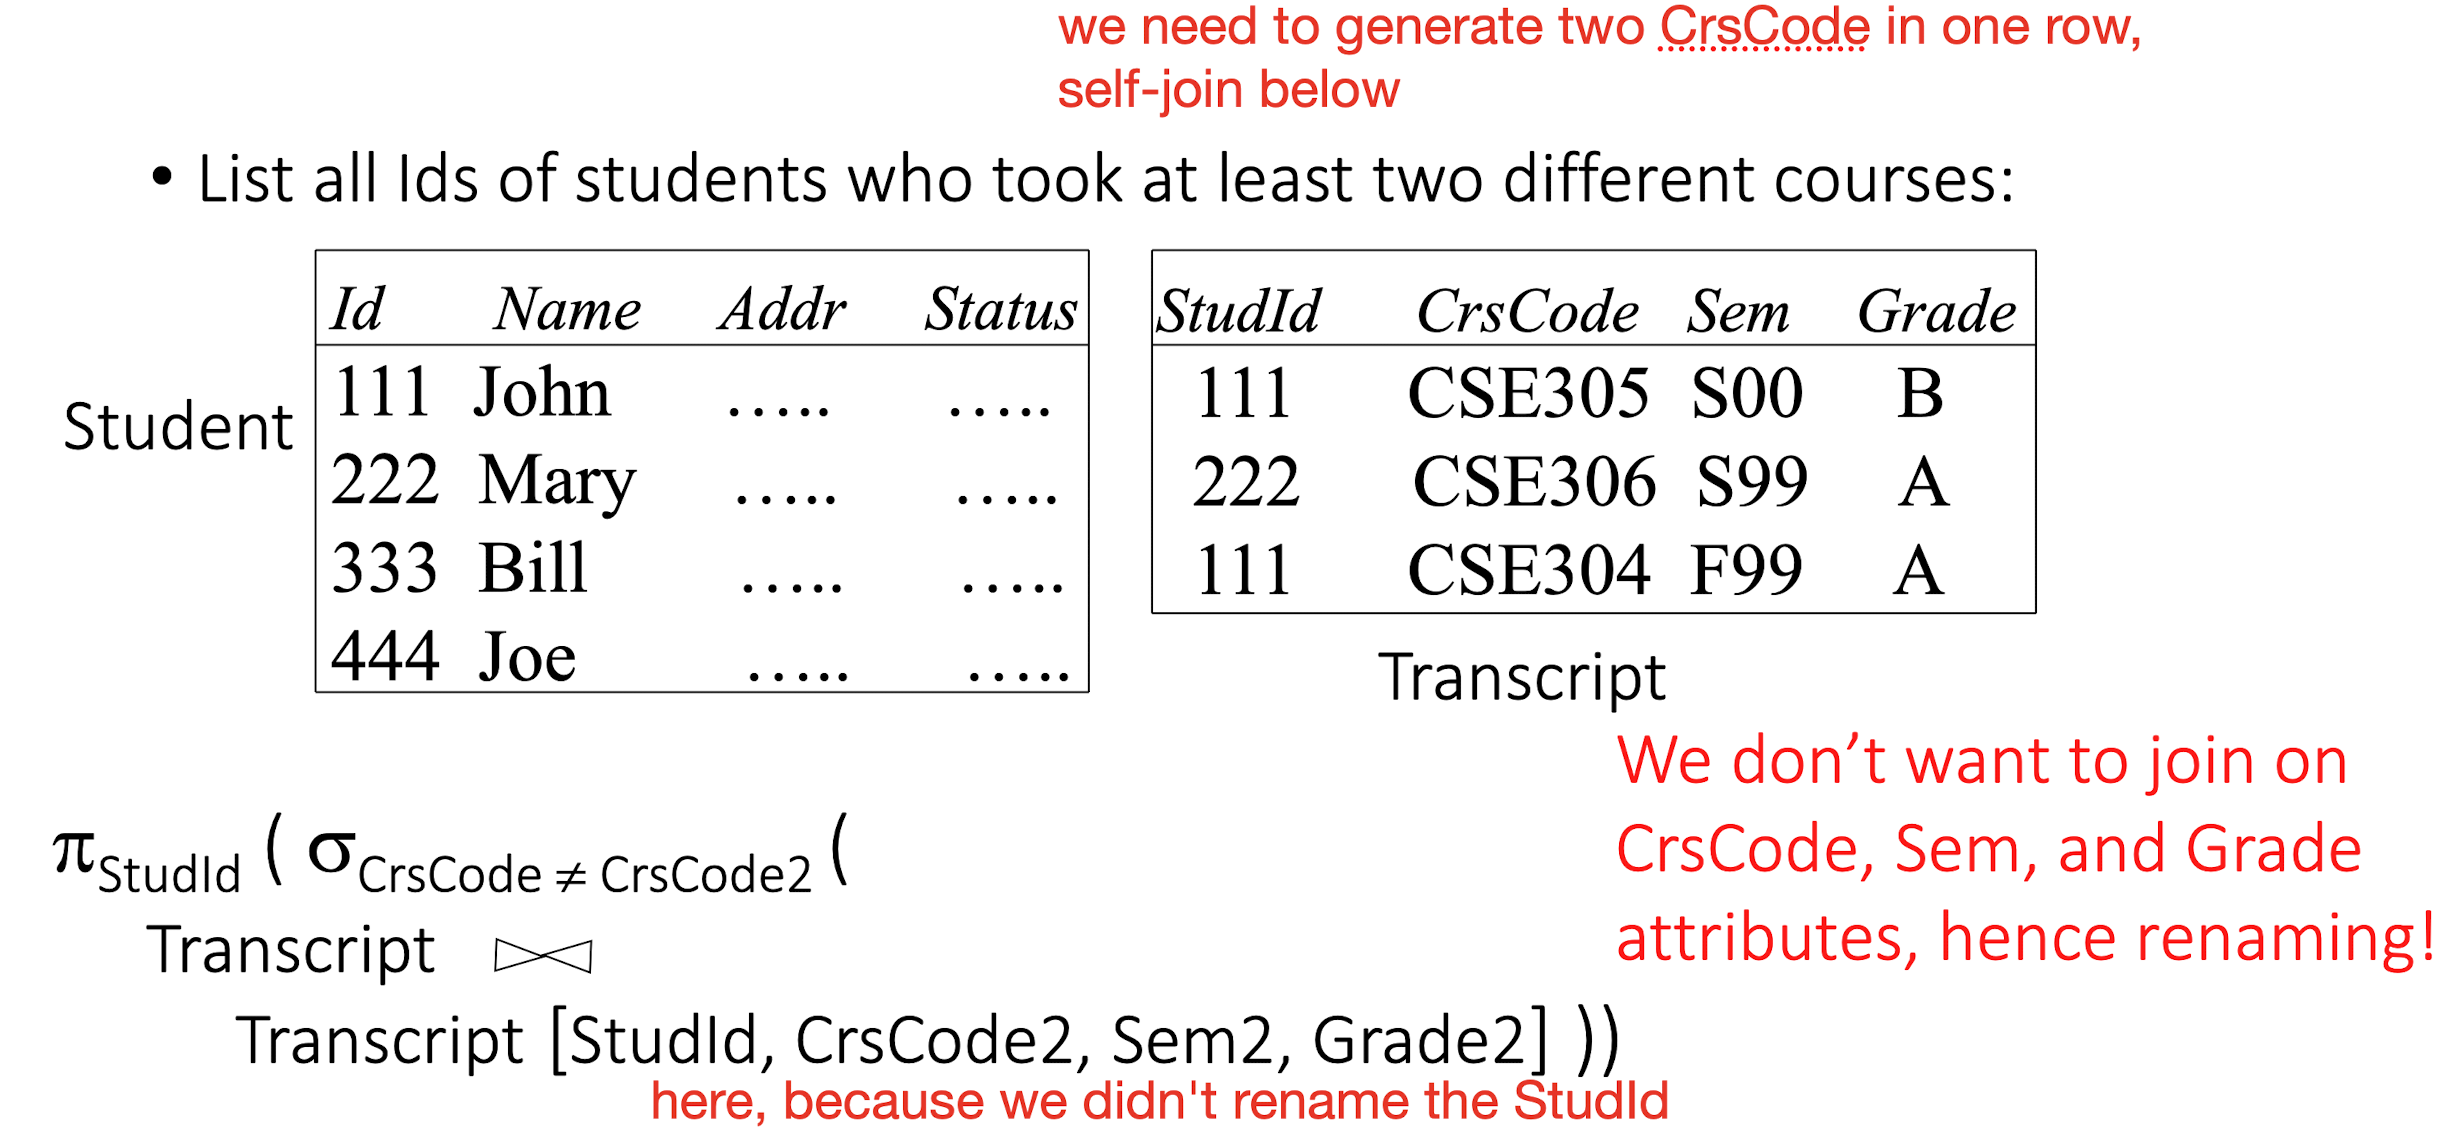 we need to generate two CrsCode in one row,
self-join below
• List all Ids of students who took at least two different courses:
Id Name Addr Status
111 John ..... .....
222 Mary ..... .....
333 Bill ..... .....
444 Joe ..... .....
Student
StudId CrsCode Sem Grade
111 CSE305 S00 B
222 CSE306 S99 A
111 CSE304 F99 A
Transcript
We don’t want to join on
CrsCode, Sem, and Grade
attributes, hence renaming!
π StudId ( σ CrsCode ≠ CrsCode2 (
Transcript ⋈
Transcript [StudId, CrsCode2, Sem2, Grade2] ))
here, because we didn't rename the StudId